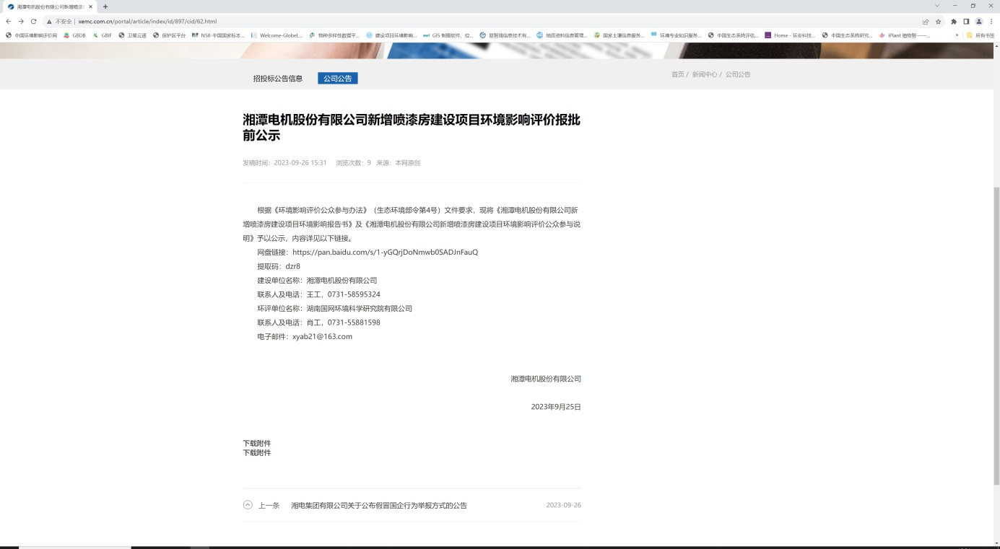 湘潭电机股份有限公司新增喷漆
不安全 | xemc.com.cn/portal/article/index/id/897/cid/62.html
中国环境影响评价网 GBDB GBIF 卫星云遥 保护区平台 NSII-中国国家标本... Welcome-GlobeL... 物种多样性数据平... 建设项目环境影响... GIS 制图软件、位... 易智瑞信息技术有... 地质资料信息管理... 国家土壤信息服务... 环境专业知识服务... 中国生态系统评估... Home - 环安科技... 中国生态系统研究... iPlant 植物智——... » 所有书签
招投标公告信息 公司公告 首页 / 新闻中心 / 公司公告
湘潭电机股份有限公司新增喷漆房建设项目环境影响评价报批
前公示
发稿时间：2023-09-26 15:31 浏览次数：9 来源：本网原创
根据《环境影响评价公众参与办法》（生态环境部令第4号）文件要求，现将《湘潭电机股份有限公司新
增喷漆房建设项目环境影响报告书》及《湘潭电机股份有限公司新增喷漆房建设项目环境影响评价公众参与说
明》予以公示，内容详见以下链接。
网盘链接：https://pan.baidu.com/s/1-yGQrjDoNmwb0SADJnFauQ
提取码：dzr8
建设单位名称：湘潭电机股份有限公司
联系人及电话：王工，0731-58595324
环评单位名称：湖南国网环境科学研究院有限公司
联系人及电话：肖工，0731-55881598
电子邮件：xyab21@163.com
湘潭电机股份有限公司
2023年9月25日
下载附件
下载附件
上一条 湘电集团有限公司关于公布假冒国企行为举报方式的公告 2023-09-26